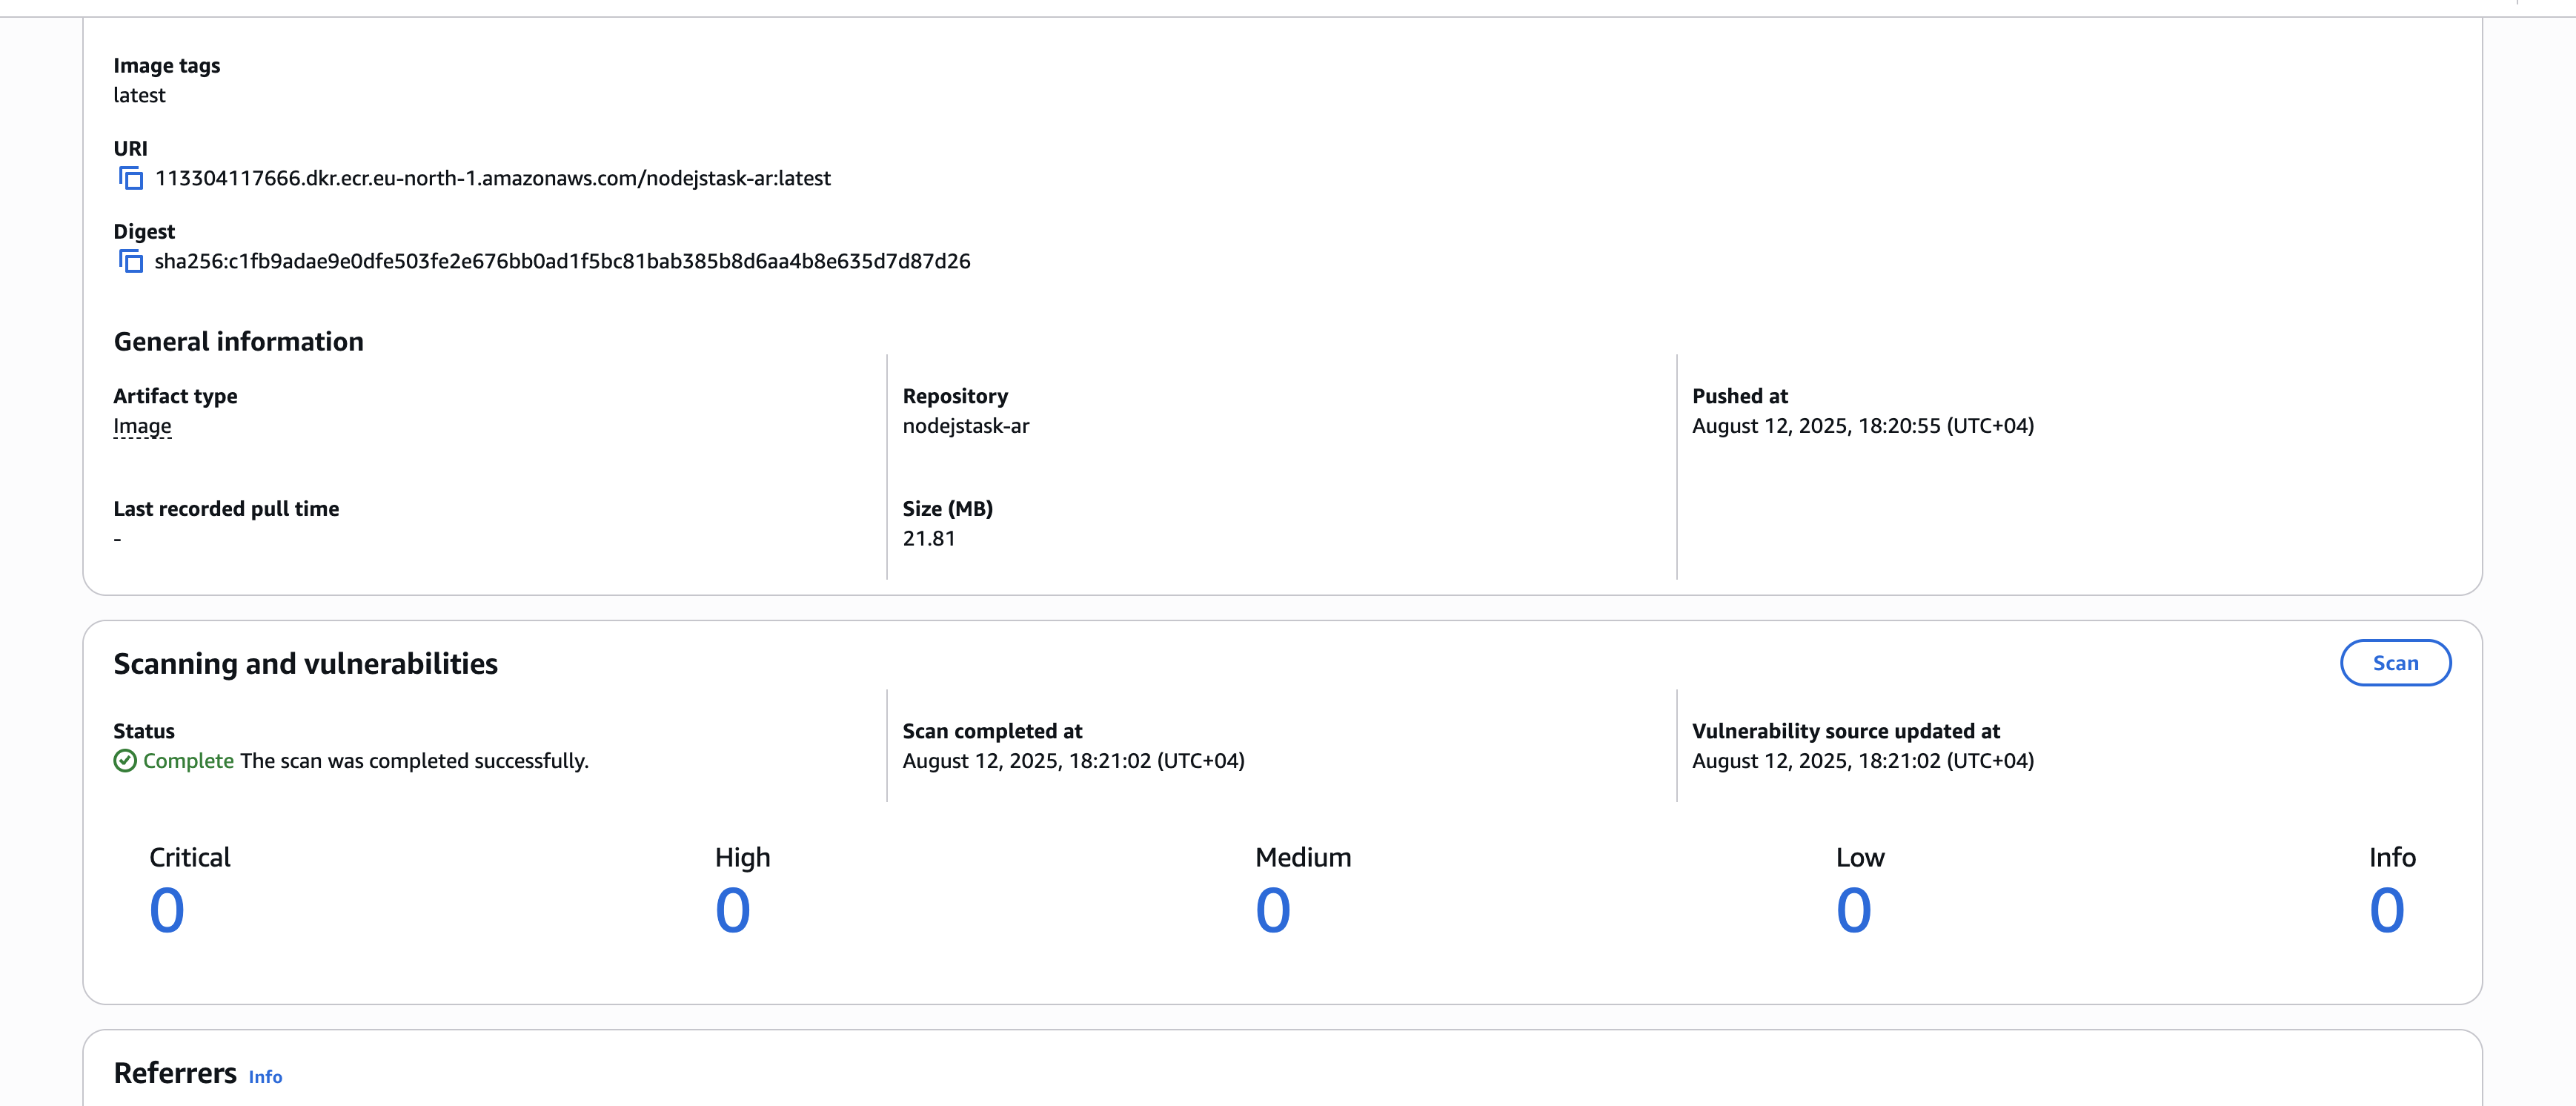 Image tags
latest
URI
113304117666.dkr.ecr.eu-north-1.amazonaws.com/nodejstask-ar:latest
Digest
sha256:c1fb9adae9e0dfe503fe2e676bb0ad1f5bc81bab385b8d6aa4b8e635d7d87d26
General information
Artifact type
Image
Repository
nodejstask-ar
Pushed at
August 12, 2025, 18:20:55 (UTC+04)
Last recorded pull time
-
Size (MB)
21.81
Scanning and vulnerabilities
Scan
Status
Complete The scan was completed successfully.
Scan completed at
August 12, 2025, 18:21:02 (UTC+04)
Vulnerability source updated at
August 12, 2025, 18:21:02 (UTC+04)
Critical
0
High
0
Medium
0
Low
0
Info
0
Referrers Info